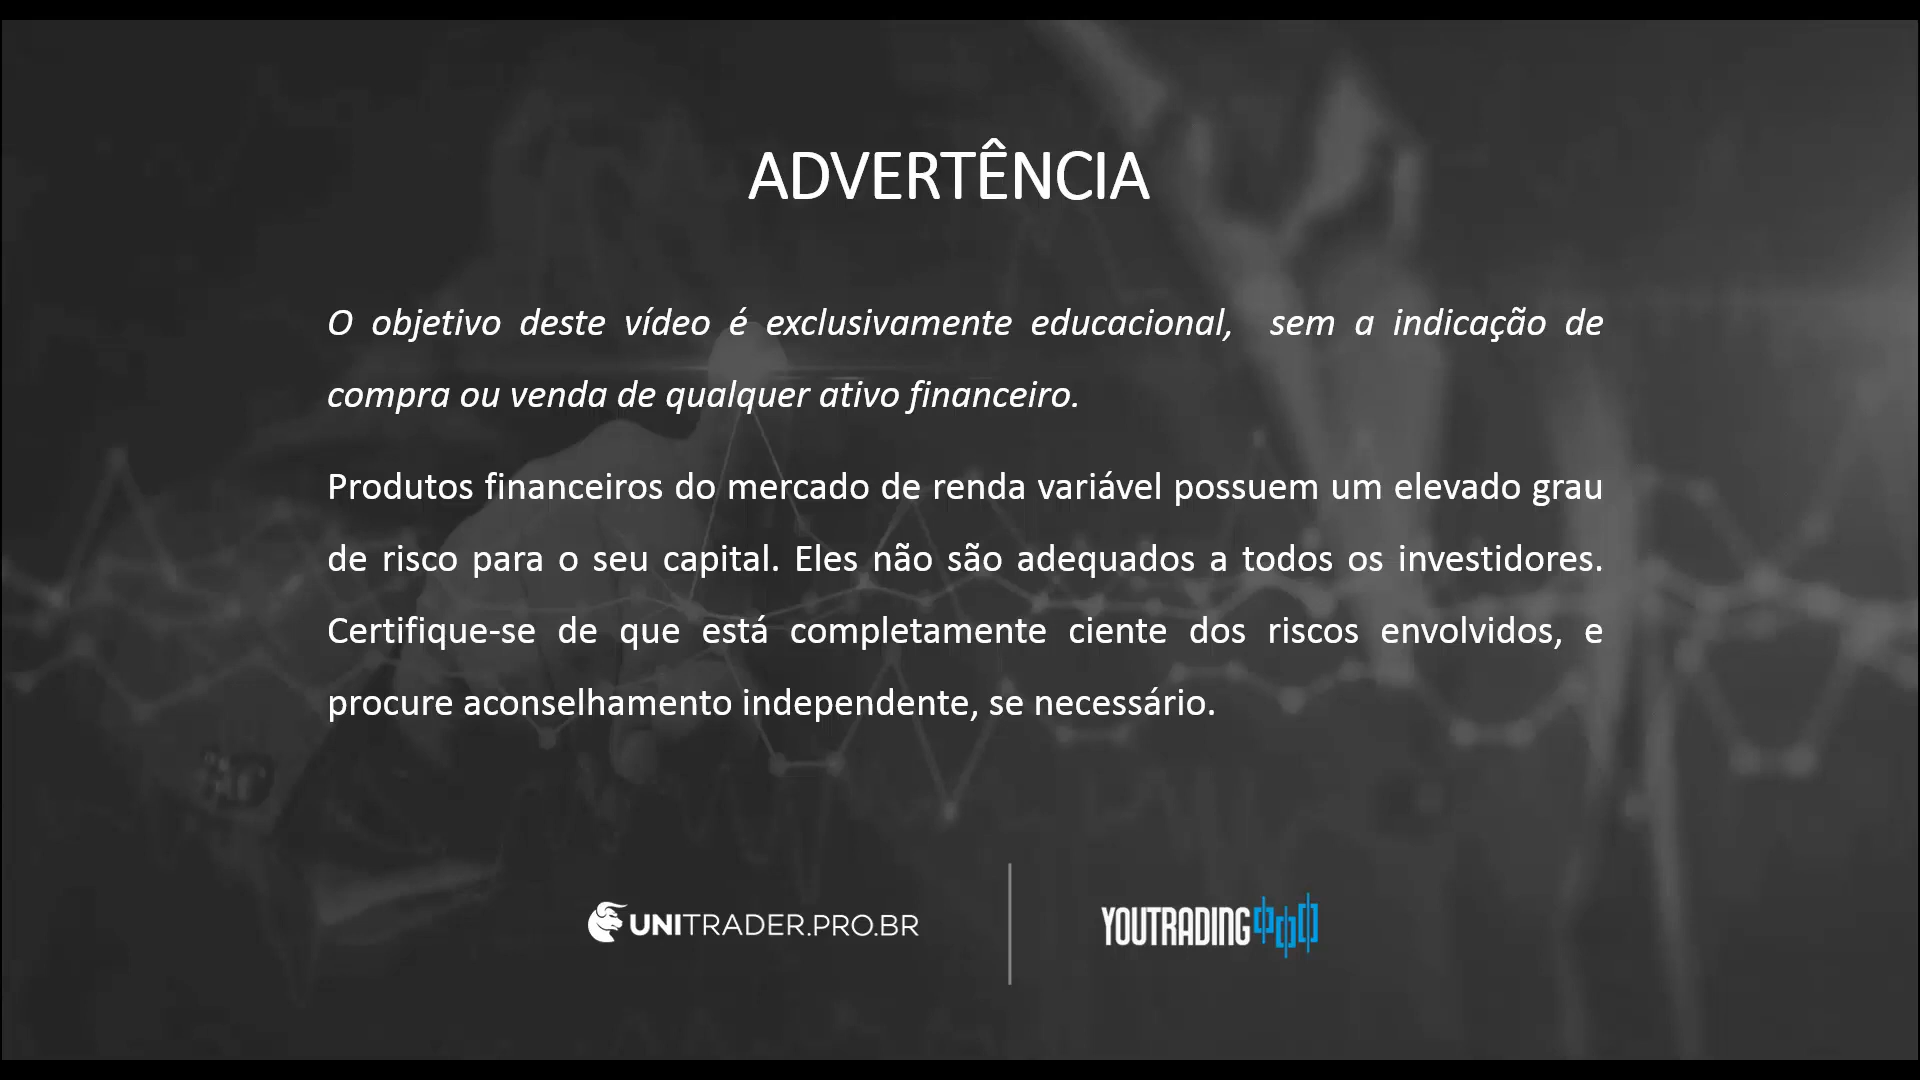 ADVERTÊNCIA
O objetivo deste vídeo é exclusivamente educacional, sem a indicação de
compra ou venda de qualquer ativo financeiro.
Produtos financeiros do mercado de renda variável possuem um elevado grau
de risco para o seu capital. Eles não são adequados a todos os investidores.
Certifique-se de que está completamente ciente dos riscos envolvidos, e
procure aconselhamento independente, se necessário.
UNITRADER.PRO.BR
YOUTRADING